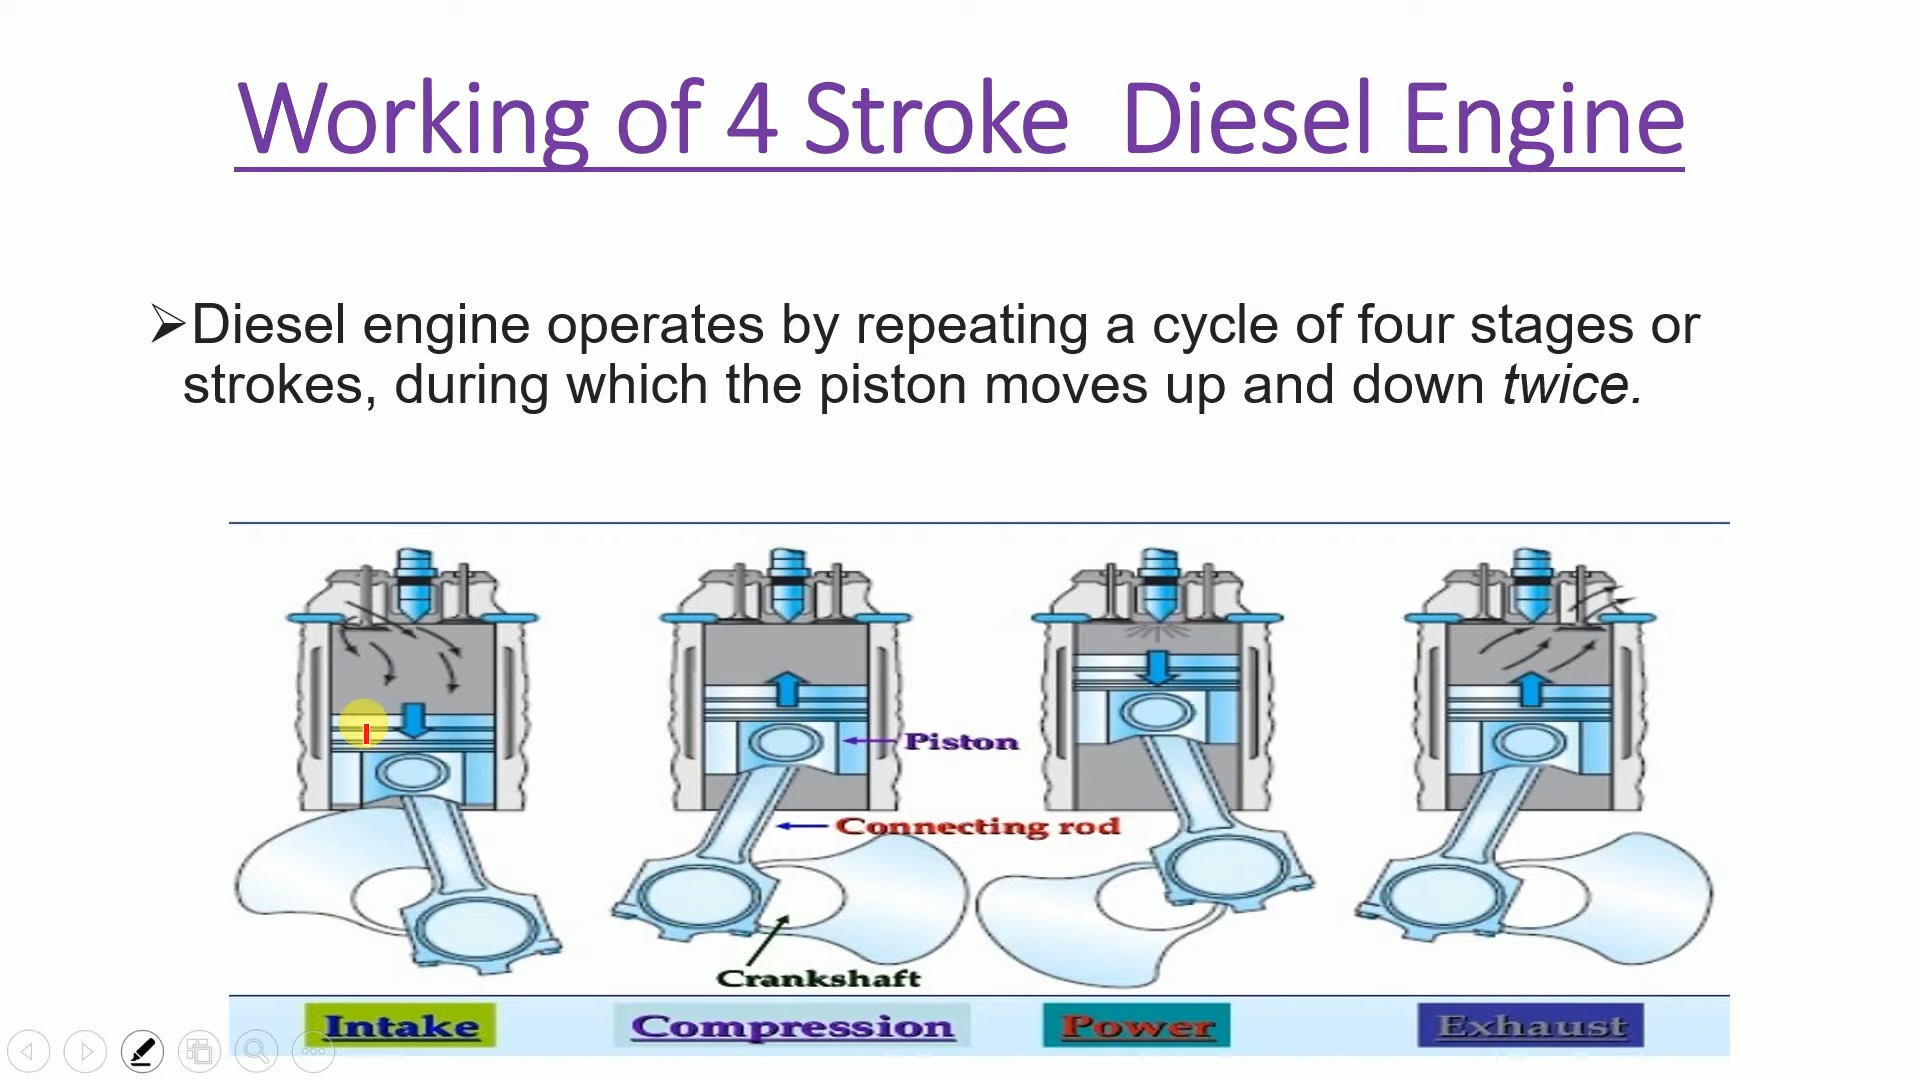 Working of 4 Stroke  Diesel Engine
➢Diesel engine operates by repeating a cycle of four stages or
strokes, during which the piston moves up and down twice.
Piston
Connecting rod
Crankshaft
Intake
Compression
Power
Exhaust